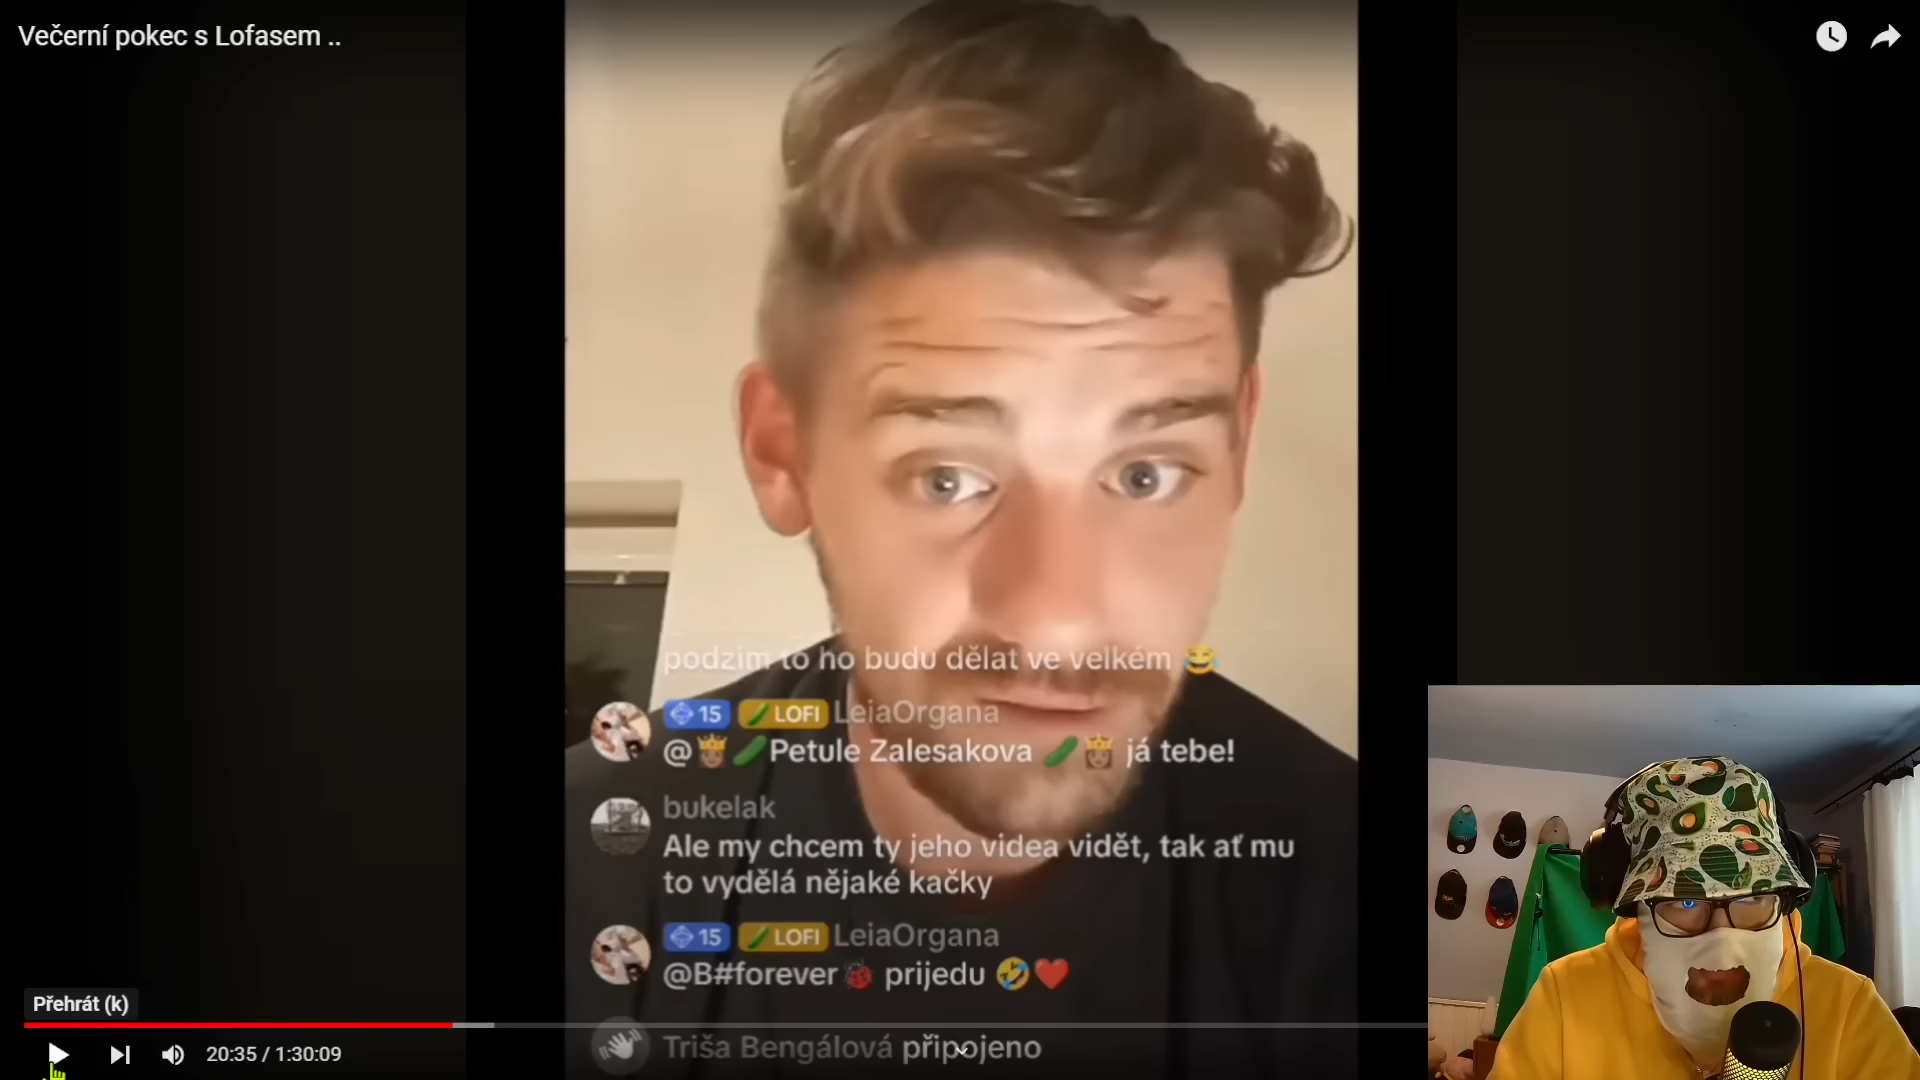 Večerní pokec s Lofasem ..
podzim to ho budu dělat ve velkém 😂
15 LOFI LeiaOrgana
@👸🏽🥒Petule Zalesakova 🥒👸🏽 já tebe!
bukelak
Ale my chcem ty jeho videa vidět, tak ať mu
to vydělá nějaké kačky
15 LOFI LeiaOrgana
@B#forever🐞 prijedu 🤣❤️
Triša Bengálová připojeno
Přehrát (k)
20:35 / 1:30:09